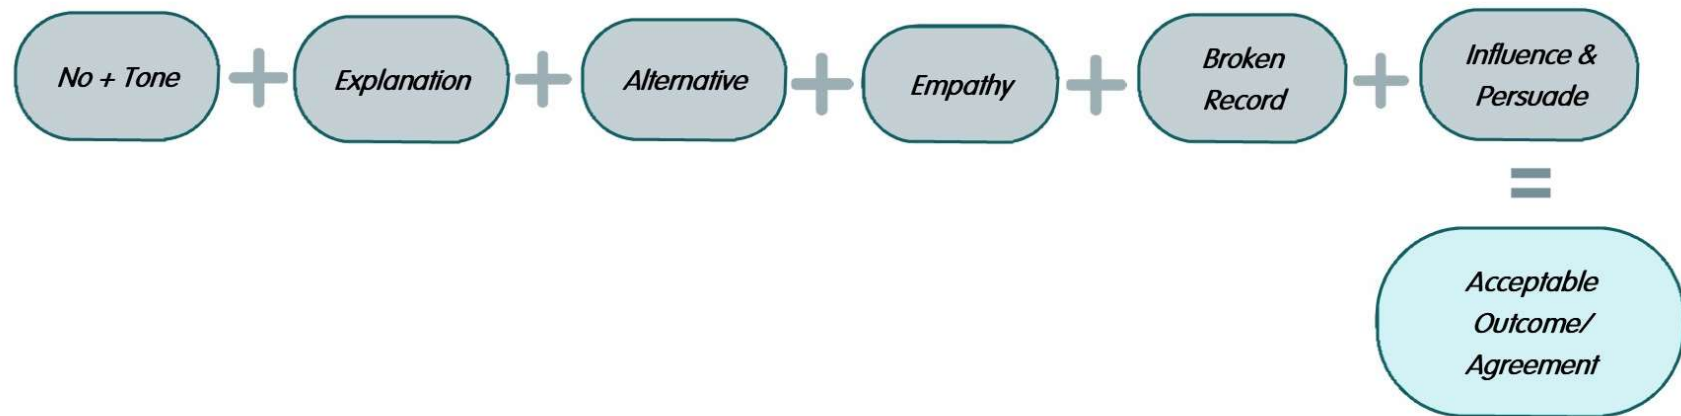 No + Tone
Explanation
Alternative
Empathy
Broken
Record
Influence &
Persuade
=
Acceptable
Outcome/
Agreement